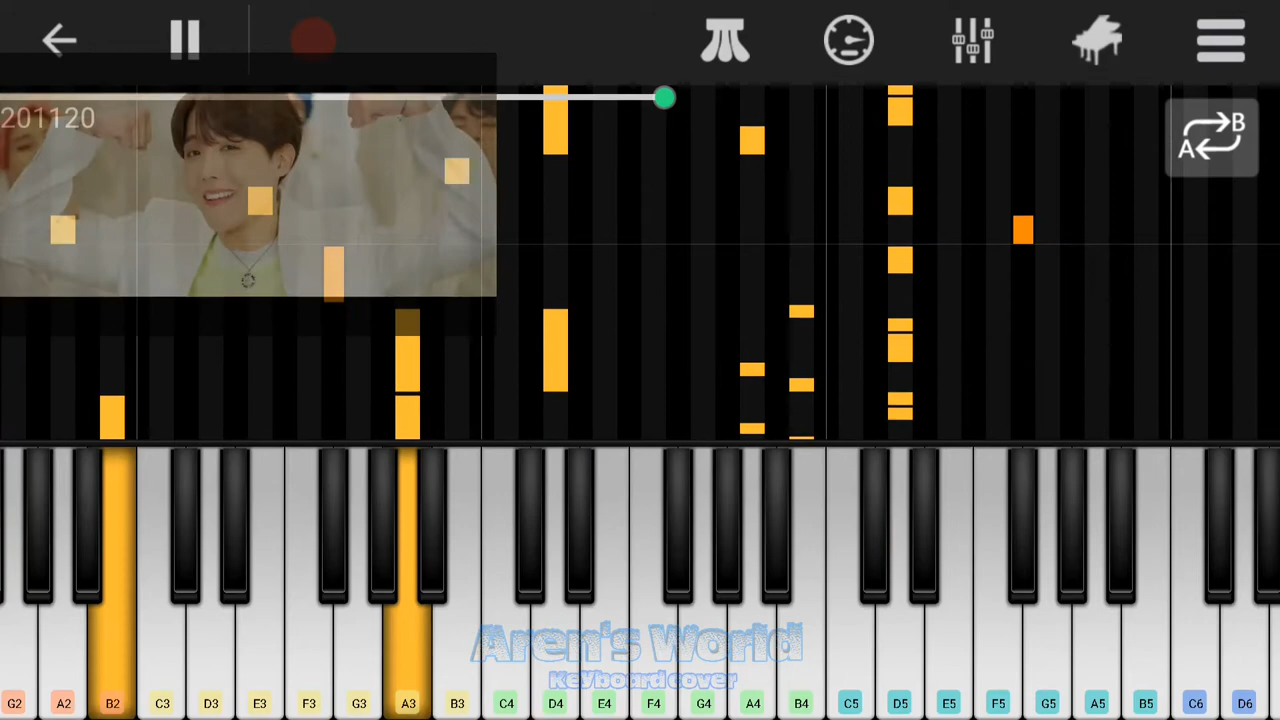 201120
A B
Aren's World
Keyboard cover
G2 A2 B2 C3 D3 E3 F3 G3 A3 B3 C4 D4 E4 F4 G4 A4 B4 C5 D5 E5 F5 G5 A5 B5 C6 D6